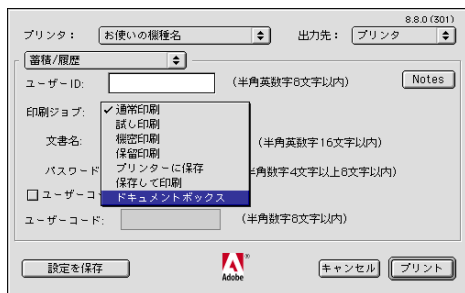 8.8.0 (301)
プリンタ： お使いの機種名 出力先： プリンタ
蓄積/履歴
ユーザーID: (半角英数字8文字以内) Notes
印刷ジョブ: ✓通常印刷
試し印刷
機密印刷
文書名: (半角英数字16文字以内)
保留印刷
プリンターに保存
パスワード 半角数字4文字以上8文字以内)
保存して印刷
ユーザーコ ドキュメントボックス
ユーザーコード: (半角数字8文字以内)
設定を保存 Adobe® キャンセル プリント